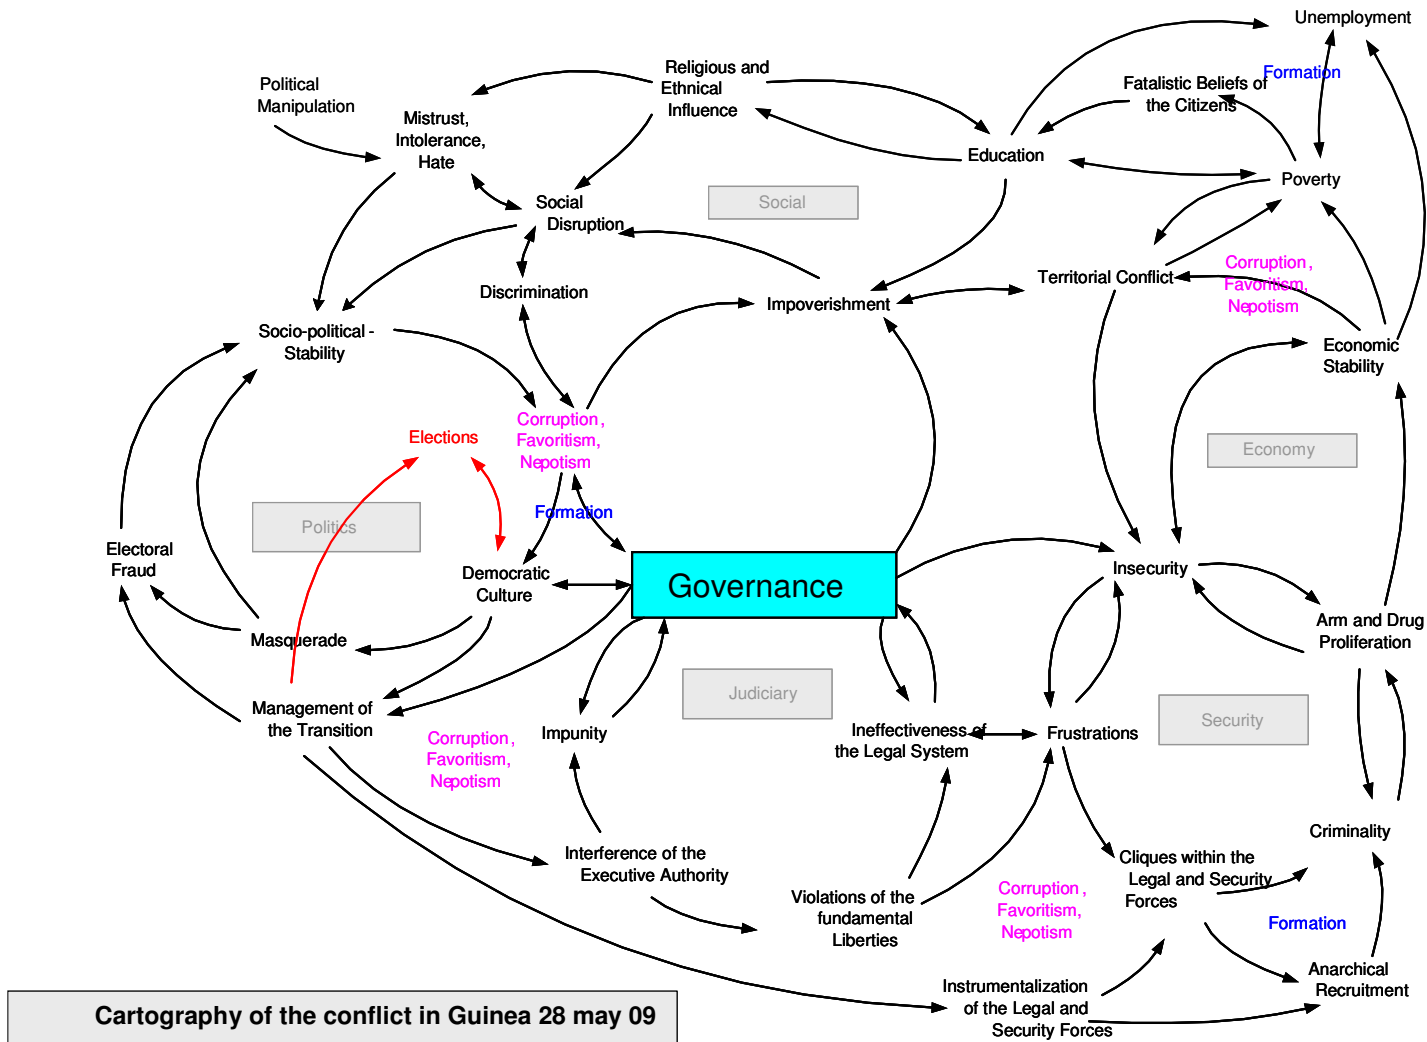 Unemployment
Religious and
Ethnical
Influence
Formation
Political
Manipulation
Fatalistic Beliefs of
the Citizens
Mistrust,
Intolerance,
Hate
Education
Poverty
Social
Social
Disruption
Corruption,
Favoritism,
Nepotism
Territorial Conflict
Discrimination
Impoverishment
Socio-political -
Stability
Economic
Stability
Corruption,
Favoritism,
Nepotism
Elections
Economy
Formation
Politics
Electoral
Fraud
Democratic
Culture
Governance
Insecurity
Arm and Drug
Proliferation
Masquerade
Judiciary
Management of
the Transition
Impunity
Ineffectiveness of
the Legal System
Frustrations
Security
Corruption,
Favoritism,
Nepotism
Criminality
Interference of the
Executive Authority
Cliques within the
Legal and Security
Forces
Violations of the
fundamental
Liberties
Corruption,
Favoritism,
Nepotism
Formation
Anarchical
Recruitment
Instrumentalization
of the Legal and
Security Forces
Cartography of the conflict in Guinea 28 may 09